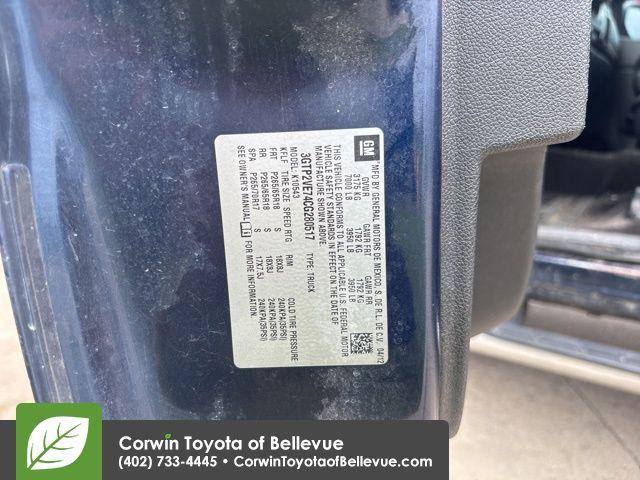 GM
MFD BY GENERAL MOTORS DE MEXICO, S. DE R.L. DE C.V. 04/12
GVWR GAWR FRT GAWR RR
3175 KG 1792 KG 1792 KG
7000 LB 3950 LB 3950 LB
THIS VEHICLE CONFORMS TO ALL APPLICABLE U.S. FEDERAL MOTOR
VEHICLE SAFETY STANDARDS IN EFFECT ON THE DATE OF
MANUFACTURE SHOWN ABOVE.
3GTP2VE74CG280517 TYPE: TRUCK
MODEL: K10543
KFLF TIRE SIZE SPEED RTG RIM COLD TIRE PRESSURE
FRT P265/65R18 S 18X8J 240KPA(35PSI)
RR P265/65R18 S 18X8J 240KPA(35PSI)
SPA P265/70R17 S 17X7.5J 240KPA(35PSI)
SEE OWNER'S MANUAL FOR MORE INFORMATION.
Corwin Toyota of Bellevue
(402) 733-4445 • CorwinToyotaofBellevue.com